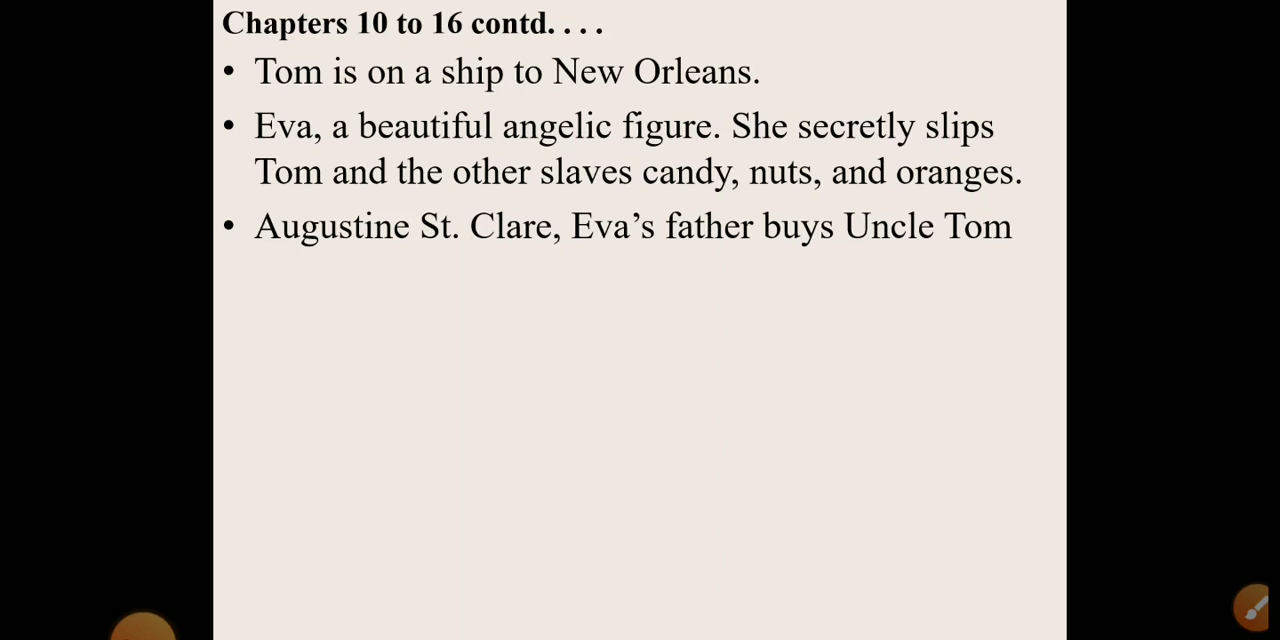 Chapters 10 to 16 contd. . . .
• Tom is on a ship to New Orleans.
• Eva, a beautiful angelic figure. She secretly slips
Tom and the other slaves candy, nuts, and oranges.
• Augustine St. Clare, Eva’s father buys Uncle Tom